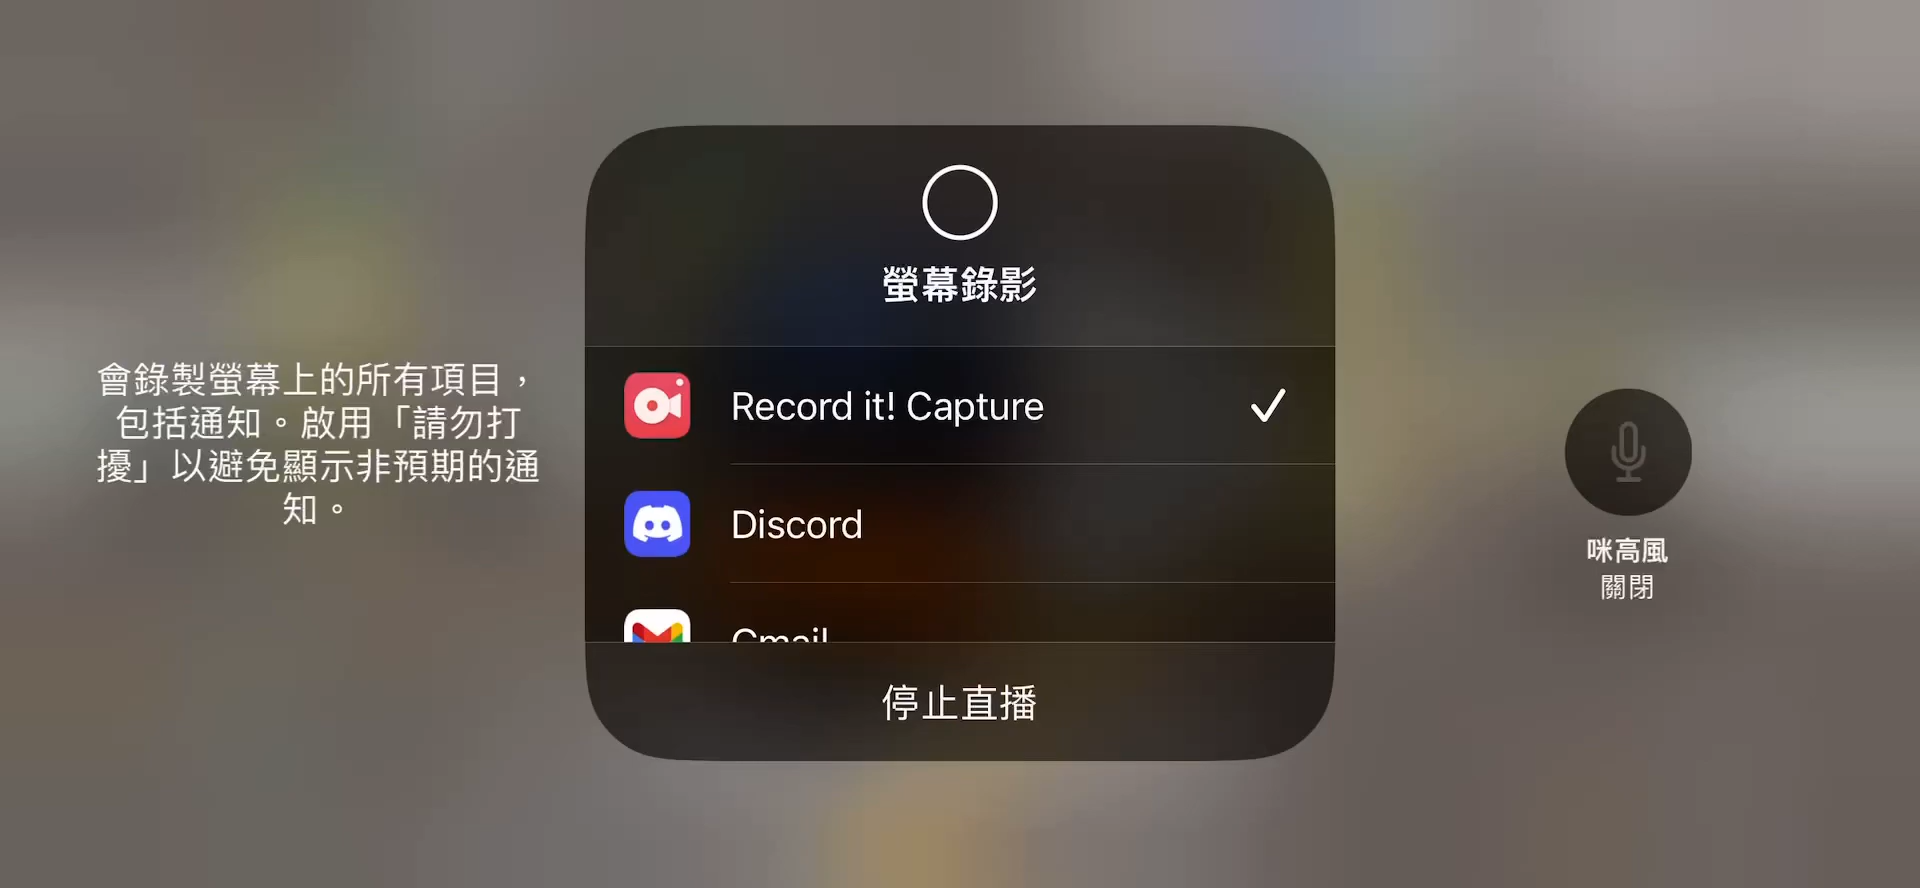 螢幕錄影
會錄製螢幕上的所有項目，
包括通知。啟用「請勿打
擾」以避免顯示非預期的通
知。
Record it! Capture
Discord
Gmail
停止直播
咪高風
關閉